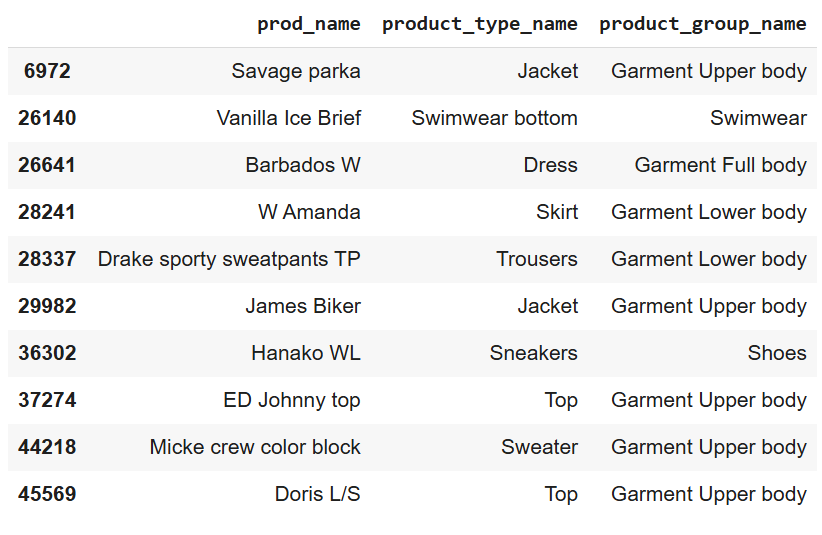 prod_name product_type_name product_group_name
6972 Savage parka Jacket Garment Upper body
26140 Vanilla Ice Brief Swimwear bottom Swimwear
26641 Barbados W Dress Garment Full body
28241 W Amanda Skirt Garment Lower body
28337 Drake sporty sweatpants TP Trousers Garment Lower body
29982 James Biker Jacket Garment Upper body
36302 Hanako WL Sneakers Shoes
37274 ED Johnny top Top Garment Upper body
44218 Micke crew color block Sweater Garment Upper body
45569 Doris L/S Top Garment Upper body